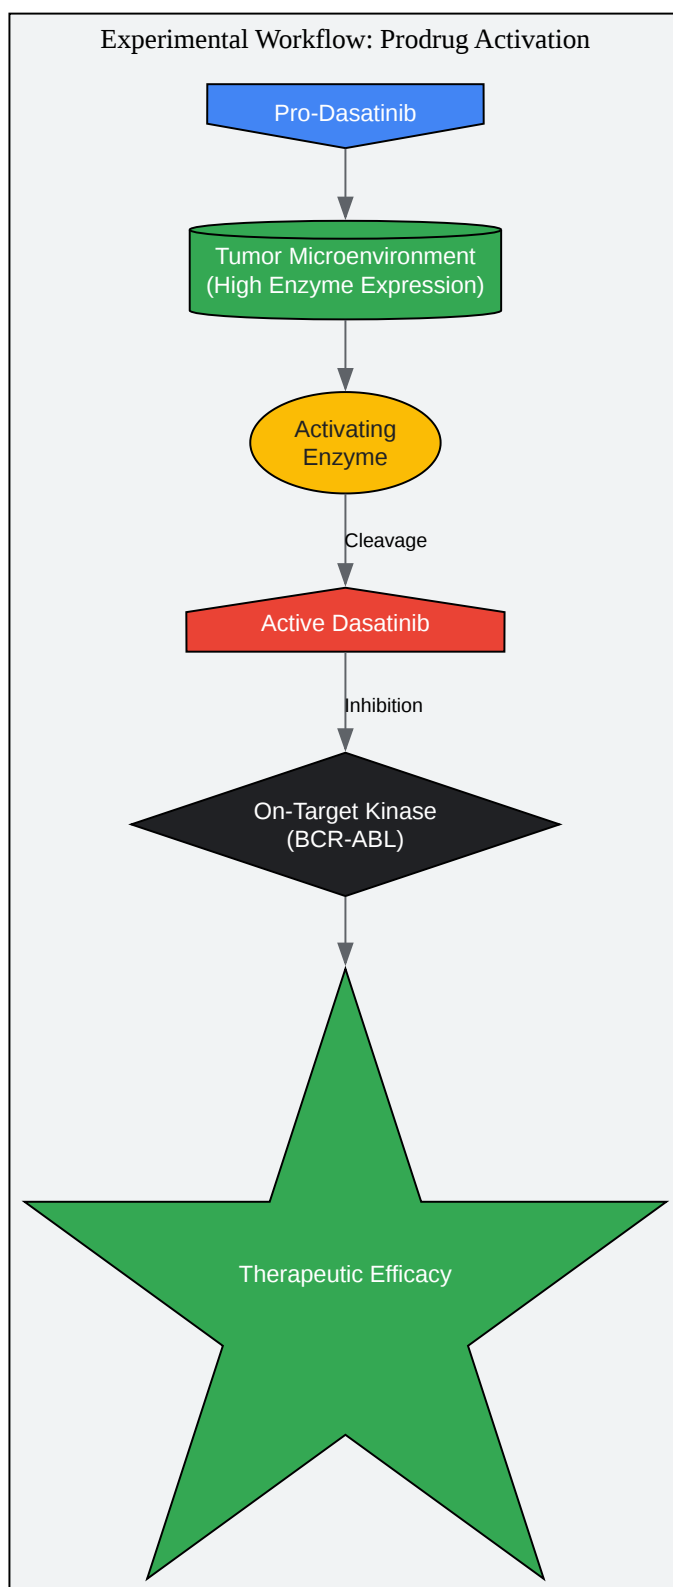 Experimental Workflow: Prodrug Activation
Pro-Dasatinib
Tumor Microenvironment
(High Enzyme Expression)
Activating
Enzyme
Cleavage
Active Dasatinib
Inhibition
On-Target Kinase
(BCR-ABL)
Therapeutic Efficacy